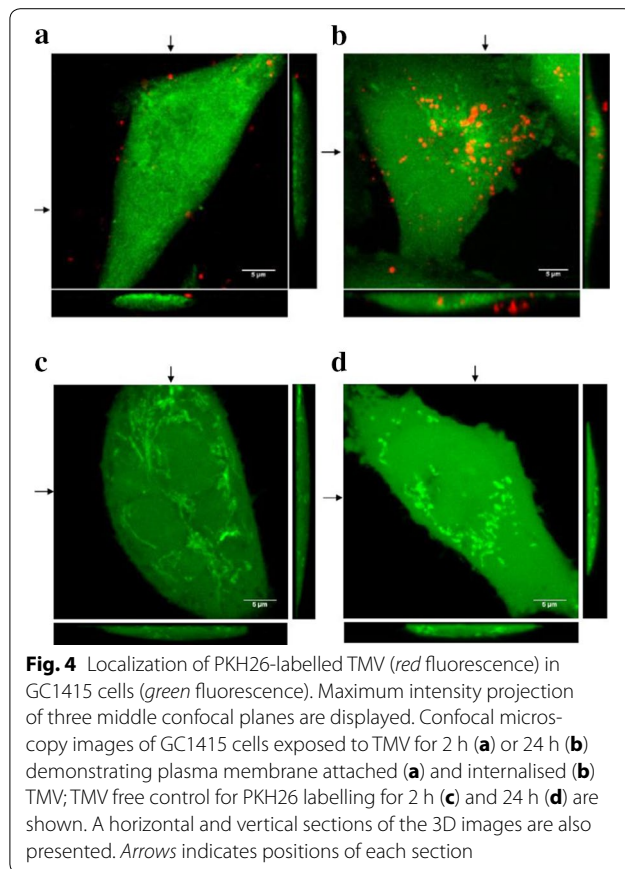 a
b
5 µm
5 µm
c
d
5 µm
5 µm
Fig. 4 Localization of PKH26-labelled TMV (red fluorescence) in
GC1415 cells (green fluorescence). Maximum intensity projection
of three middle confocal planes are displayed. Confocal micros-
copy images of GC1415 cells exposed to TMV for 2 h (a) or 24 h (b)
demonstrating plasma membrane attached (a) and internalised (b)
TMV; TMV free control for PKH26 labelling for 2 h (c) and 24 h (d) are
shown. A horizontal and vertical sections of the 3D images are also
presented. Arrows indicates positions of each section